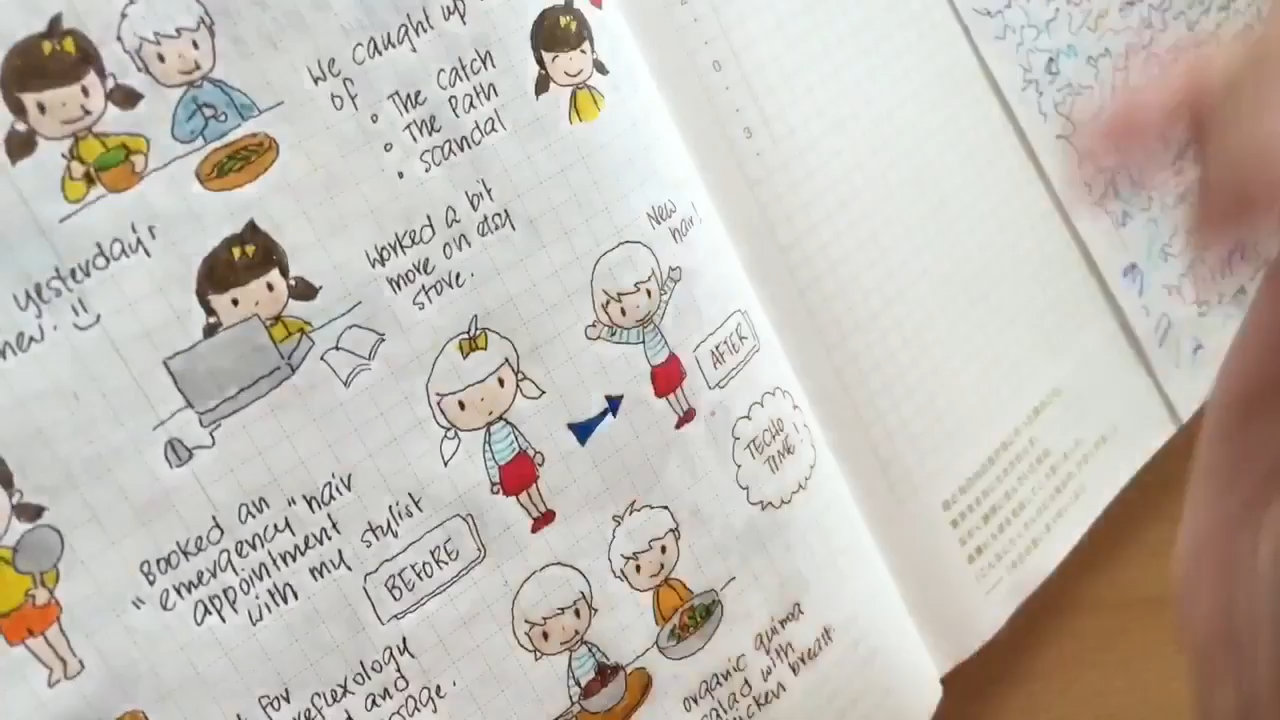 We caught up
of
• The Catch
• The Path
• Scandal
yesterday's
new. :)
Worked a bit
more on etsy
store.
New
hair!
AFTER
TECHO
TIME!
Booked an
"emergency" hair
appointment
with my stylist
BEFORE
for
reflexology
and
organic quinoa
salad with
chicken breast
0
3